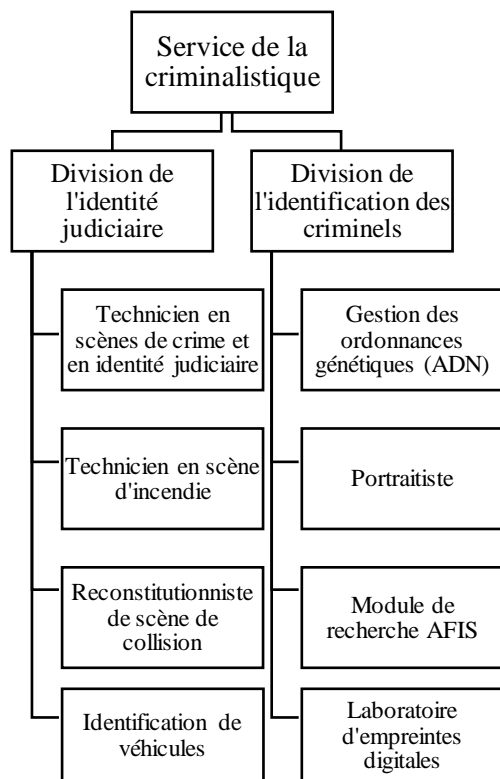 Service de la
criminalistique
Division de
l'identité
judiciaire
Division de
l'identification des
criminels
Technicien en
scènes de crime et
en identité judiciaire
Gestion des
ordonnances
génétiques (ADN)
Technicien en scène
d'incendie
Portraitiste
Reconstitutionniste
de scène de
collision
Module de
recherche AFIS
Identification de
véhicules
Laboratoire
d'empreintes
digitales